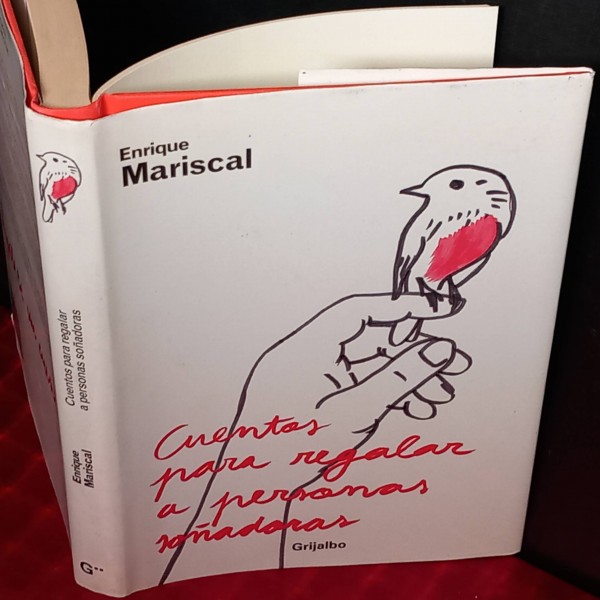 Enrique
Mariscal
Cuentos
para regalar
a personas
soñadoras
Grijalbo
Cuentos para regalar
a personas soñadoras
Enrique
Mariscal
G